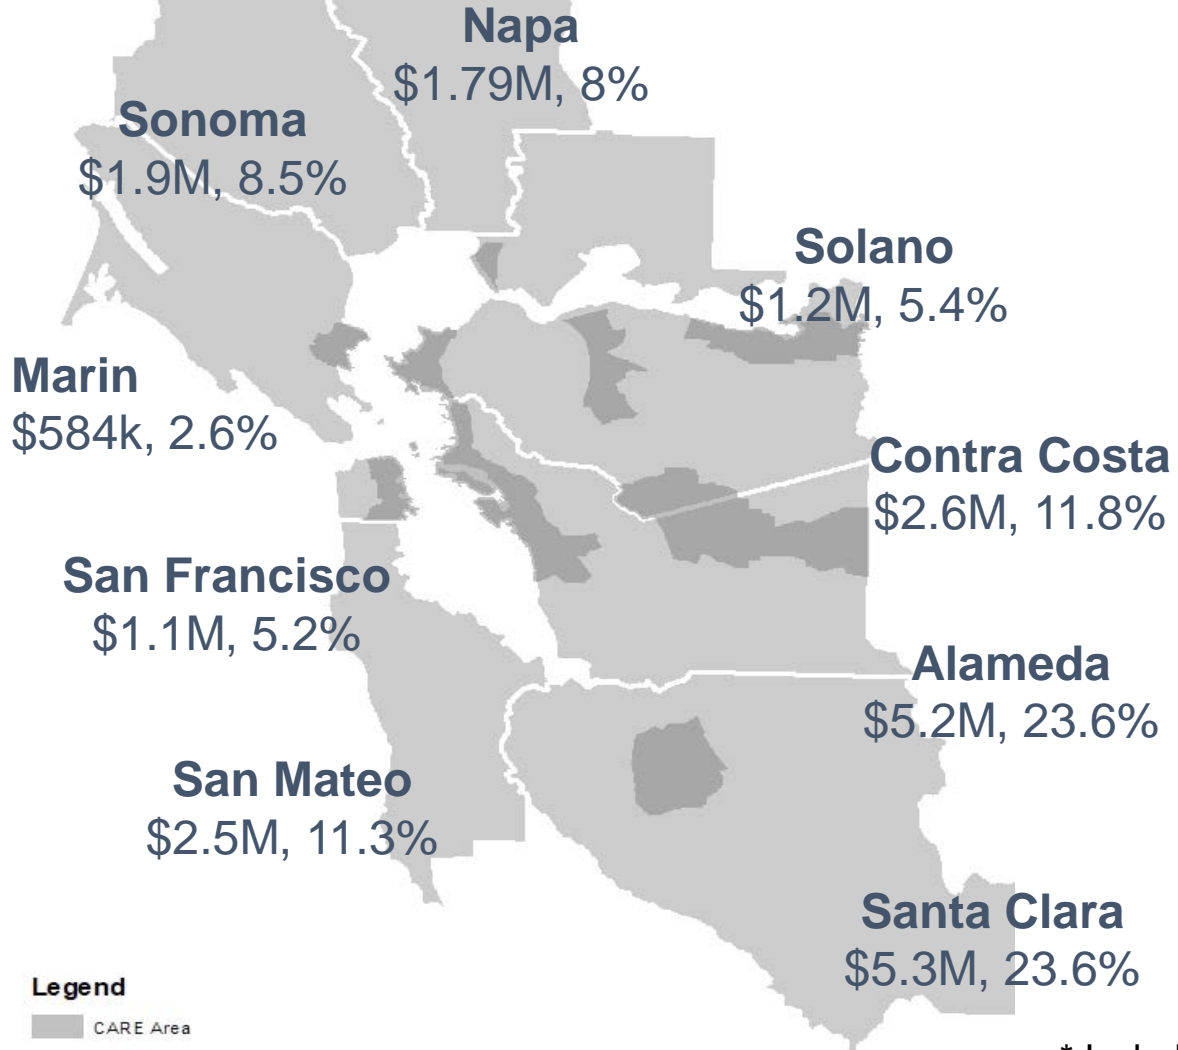 Napa
$1.79M, 8%
Sonoma
$1.9M, 8.5%
Solano
$1.2M, 5.4%
Marin
$584k, 2.6%
Contra Costa
$2.6M, 11.8%
San Francisco
$1.1M, 5.2%
Alameda
$5.2M, 23.6%
San Mateo
$2.5M, 11.3%
Santa Clara
$5.3M, 23.6%
Legend
CARE Area